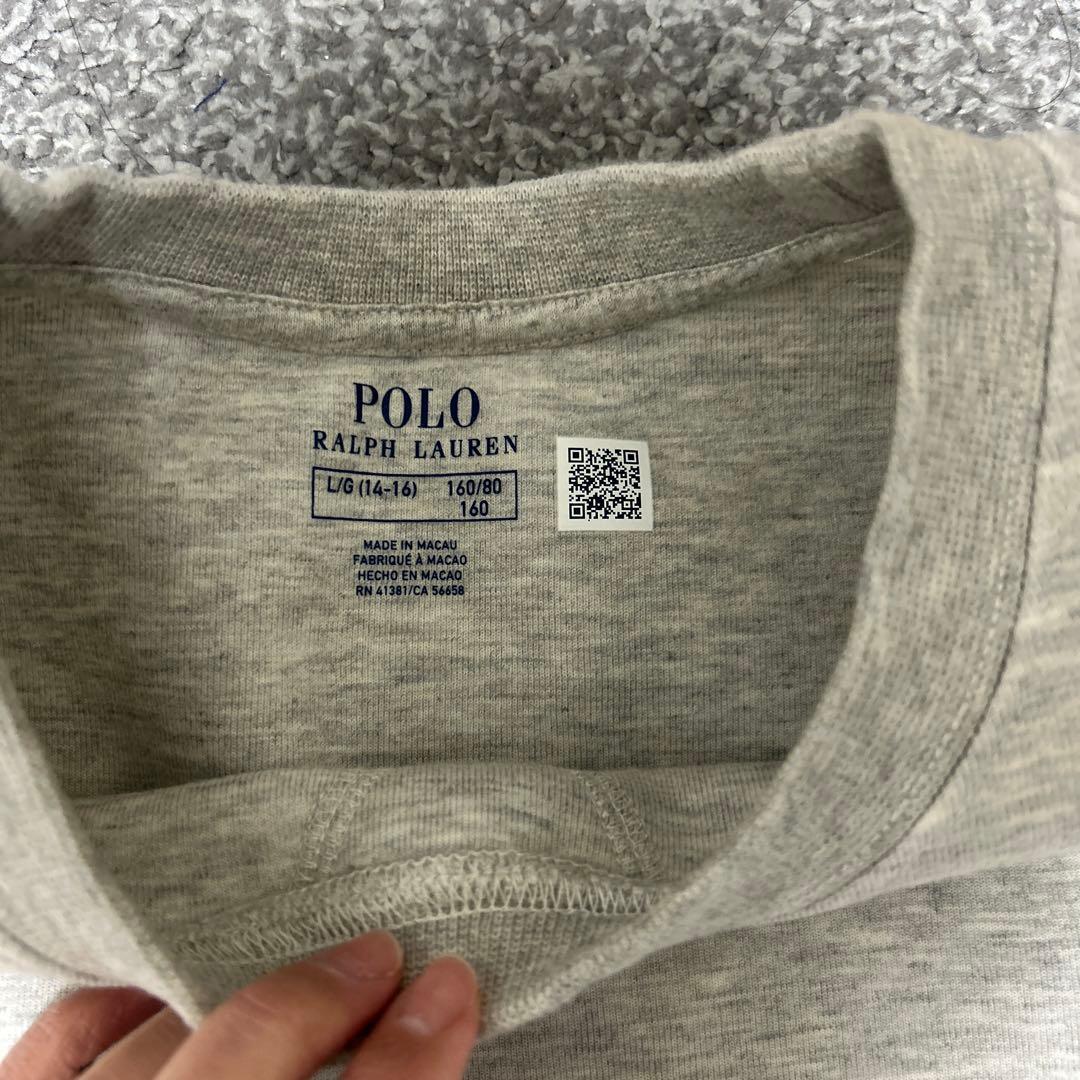 POLO
RALPH LAUREN
L/G (14-16) 160/80
160
MADE IN MACAU
FABRIQUÉ À MACAO
HECHO EN MACAO
RN 41381/CA 56658